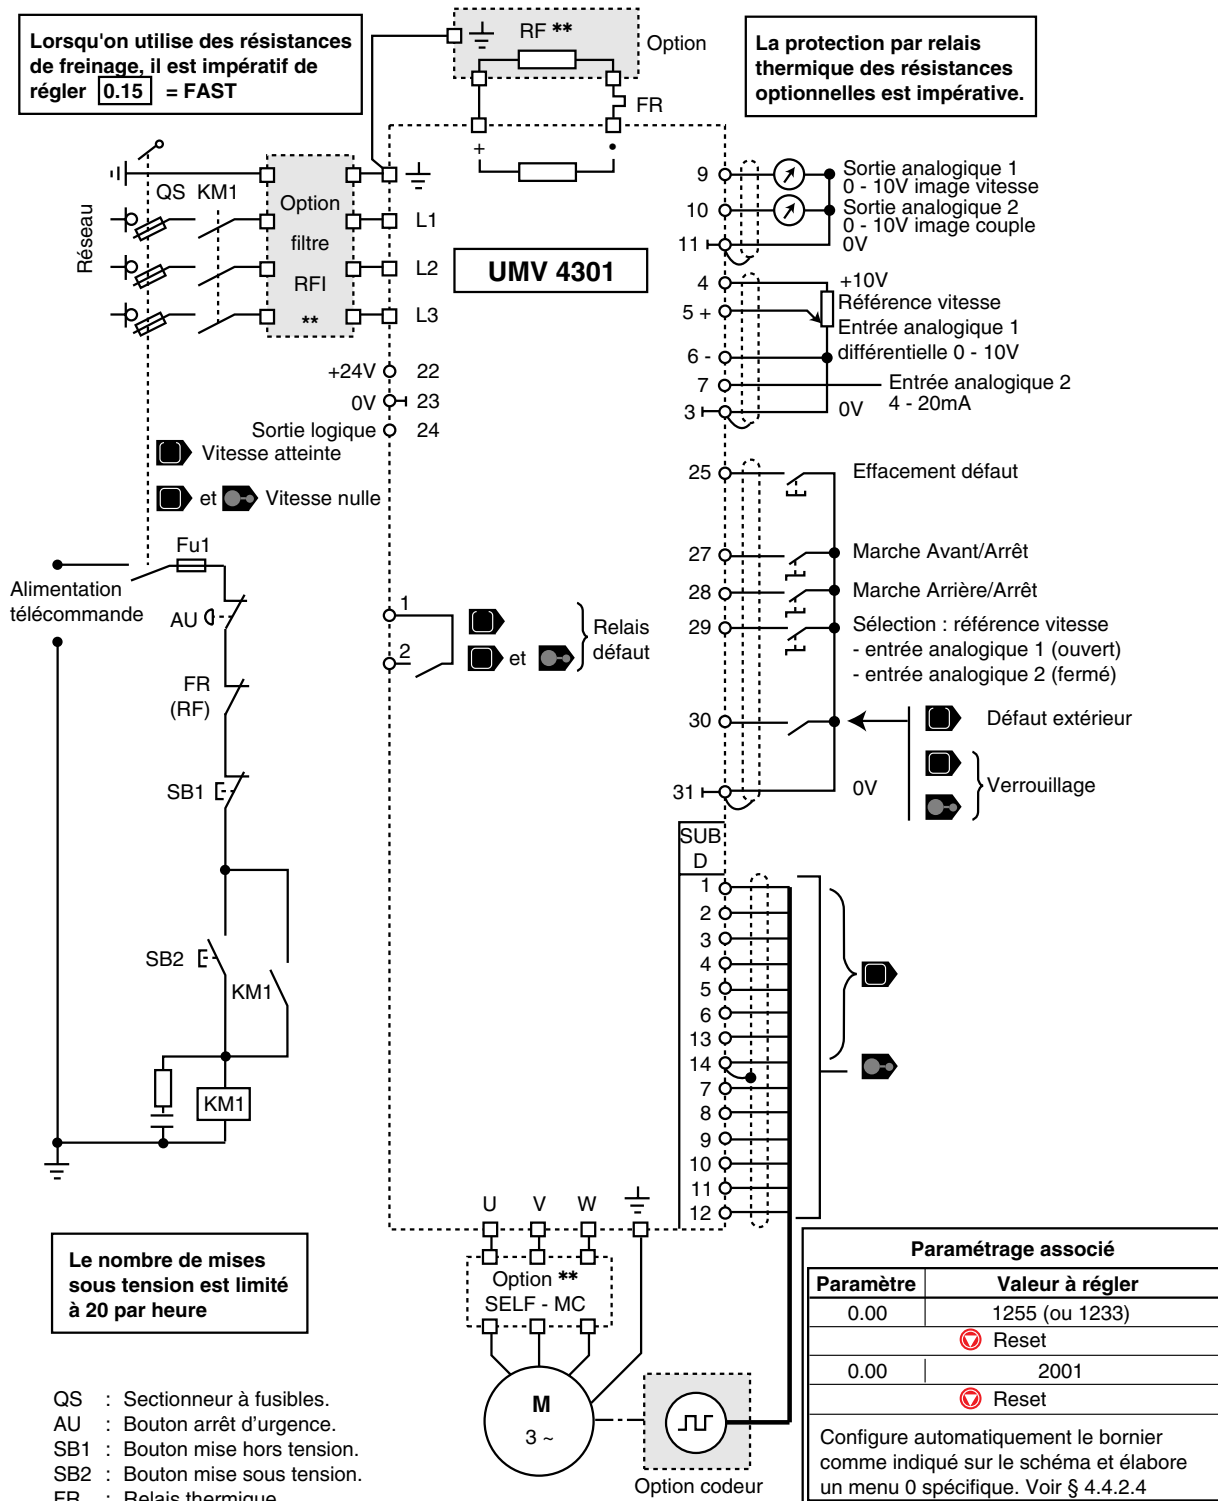 Lorsqu'on utilise des résistances
de freinage, il est impératif de
régler 0.15 = FAST
RF **
Option
FR
La protection par relais
thermique des résistances
optionnelles est impérative.
+
QS KM1
Réseau
Option
filtre
RFI
**
L1
L2
L3
UMV 4301
9
Sortie analogique 1
0 - 10V image vitesse
10
Sortie analogique 2
0 - 10V image couple
11
0V
4
+10V
5 +
Référence vitesse
Entrée analogique 1
6 -
différentielle 0 - 10V
7
Entrée analogique 2
4 - 20mA
3
0V
+24V 22
0V 23
Sortie logique 24
Vitesse atteinte
et Vitesse nulle
25
Effacement défaut
27
Marche Avant/Arrêt
28
Marche Arrière/Arrêt
29
Sélection : référence vitesse
- entrée analogique 1 (ouvert)
- entrée analogique 2 (fermé)
30
Défaut extérieur
Verrouillage
31
0V
Fu1
Alimentation
télécommande
AU
FR
(RF)
SB1
SB2
KM1
KM1
1
2
et
Relais
défaut
SUB
D
1
2
3
4
5
6
13
14
7
8
9
10
11
12
U V W
Option **
SELF - MC
M
3 ~
Option codeur
Le nombre de mises
sous tension est limité
à 20 par heure
QS : Sectionneur à fusibles.
AU : Bouton arrêt d'urgence.
SB1 : Bouton mise hors tension.
SB2 : Bouton mise sous tension.
FR : Relais thermique
Paramétrage associé
Paramètre Valeur à régler
0.00 1255 (ou 1233)
Reset
0.00 2001
Reset
Configure automatiquement le bornier
comme indiqué sur le schéma et élabore
un menu 0 spécifique. Voir § 4.4.2.4